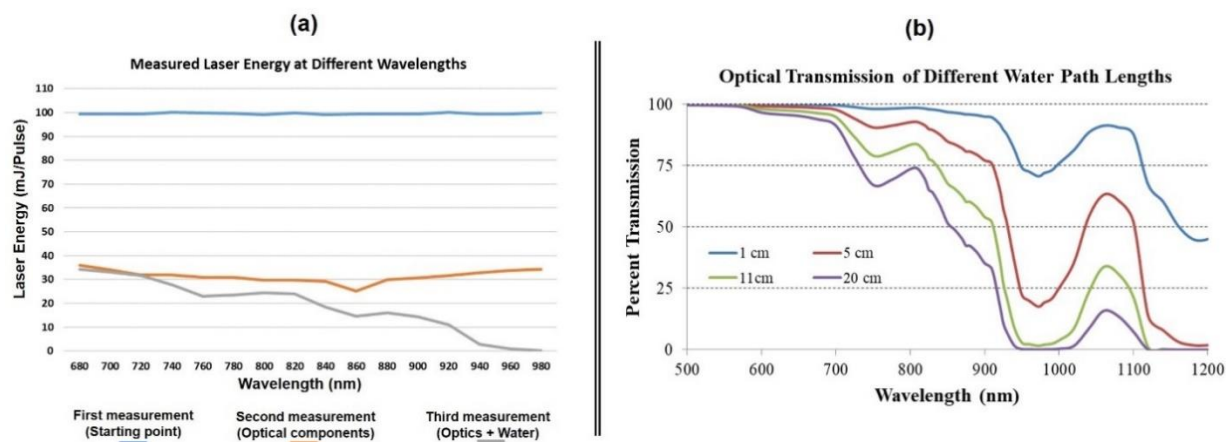 (a)
Measured Laser Energy at Different Wavelengths
Laser Energy (mJ/Pulse)
110
100
90
80
70
60
50
40
30
20
10
0
680 700 720 740 760 780 800 820 840 860 880 900 920 940 960 980
Wavelength (nm)
First measurement
(Starting point)
Second measurement
(Optical components)
Third measurement
(Optics + Water)
(b)
Optical Transmission of Different Water Path Lengths
Percent Transmission
100
75
50
25
0
1 cm
5 cm
11cm
20 cm
500 600 700 800 900 1000 1100 1200
Wavelength (nm)